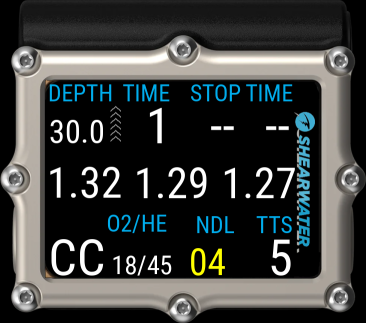 DEPTH TIME STOP TIME
30.0 1 -- --
1.32 1.29 1.27
O2/HE NDL TTS
CC 18/45 04 5
SHEARWATER